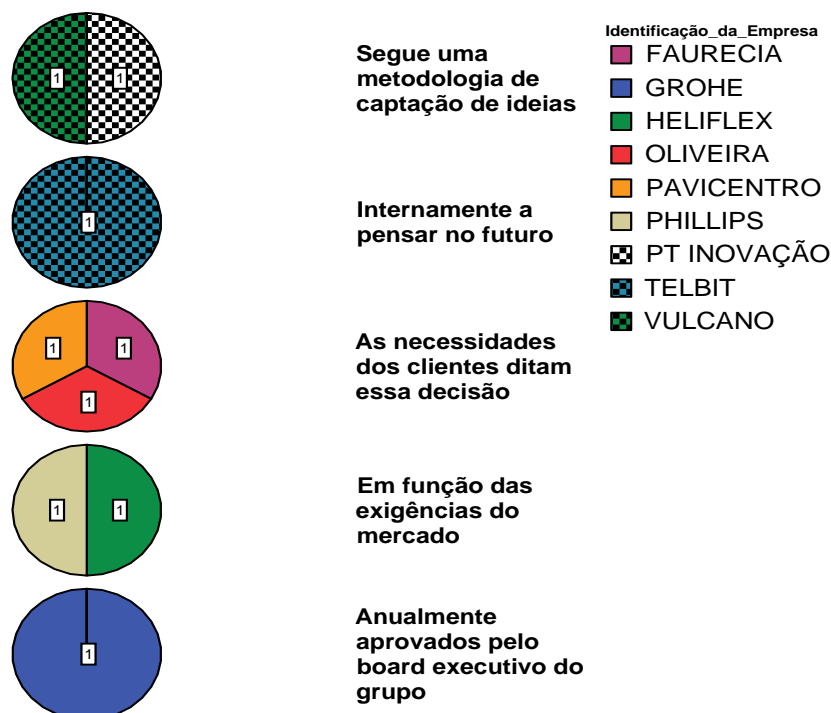 1 1
Segue uma
metodologia de
captação de ideias
1
Internamente a
pensar no futuro
1 1
1
As necessidades
dos clientes ditam
essa decisão
1 1
Em função das
exigências do
mercado
1
Anualmente
aprovados pelo
board executivo do
grupo
Identificação_da_Empresa
FAURECIA
GROHE
HELIFLEX
OLIVEIRA
PAVICENTRO
PHILLIPS
PT INOVAÇÃO
TELBIT
VULCANO